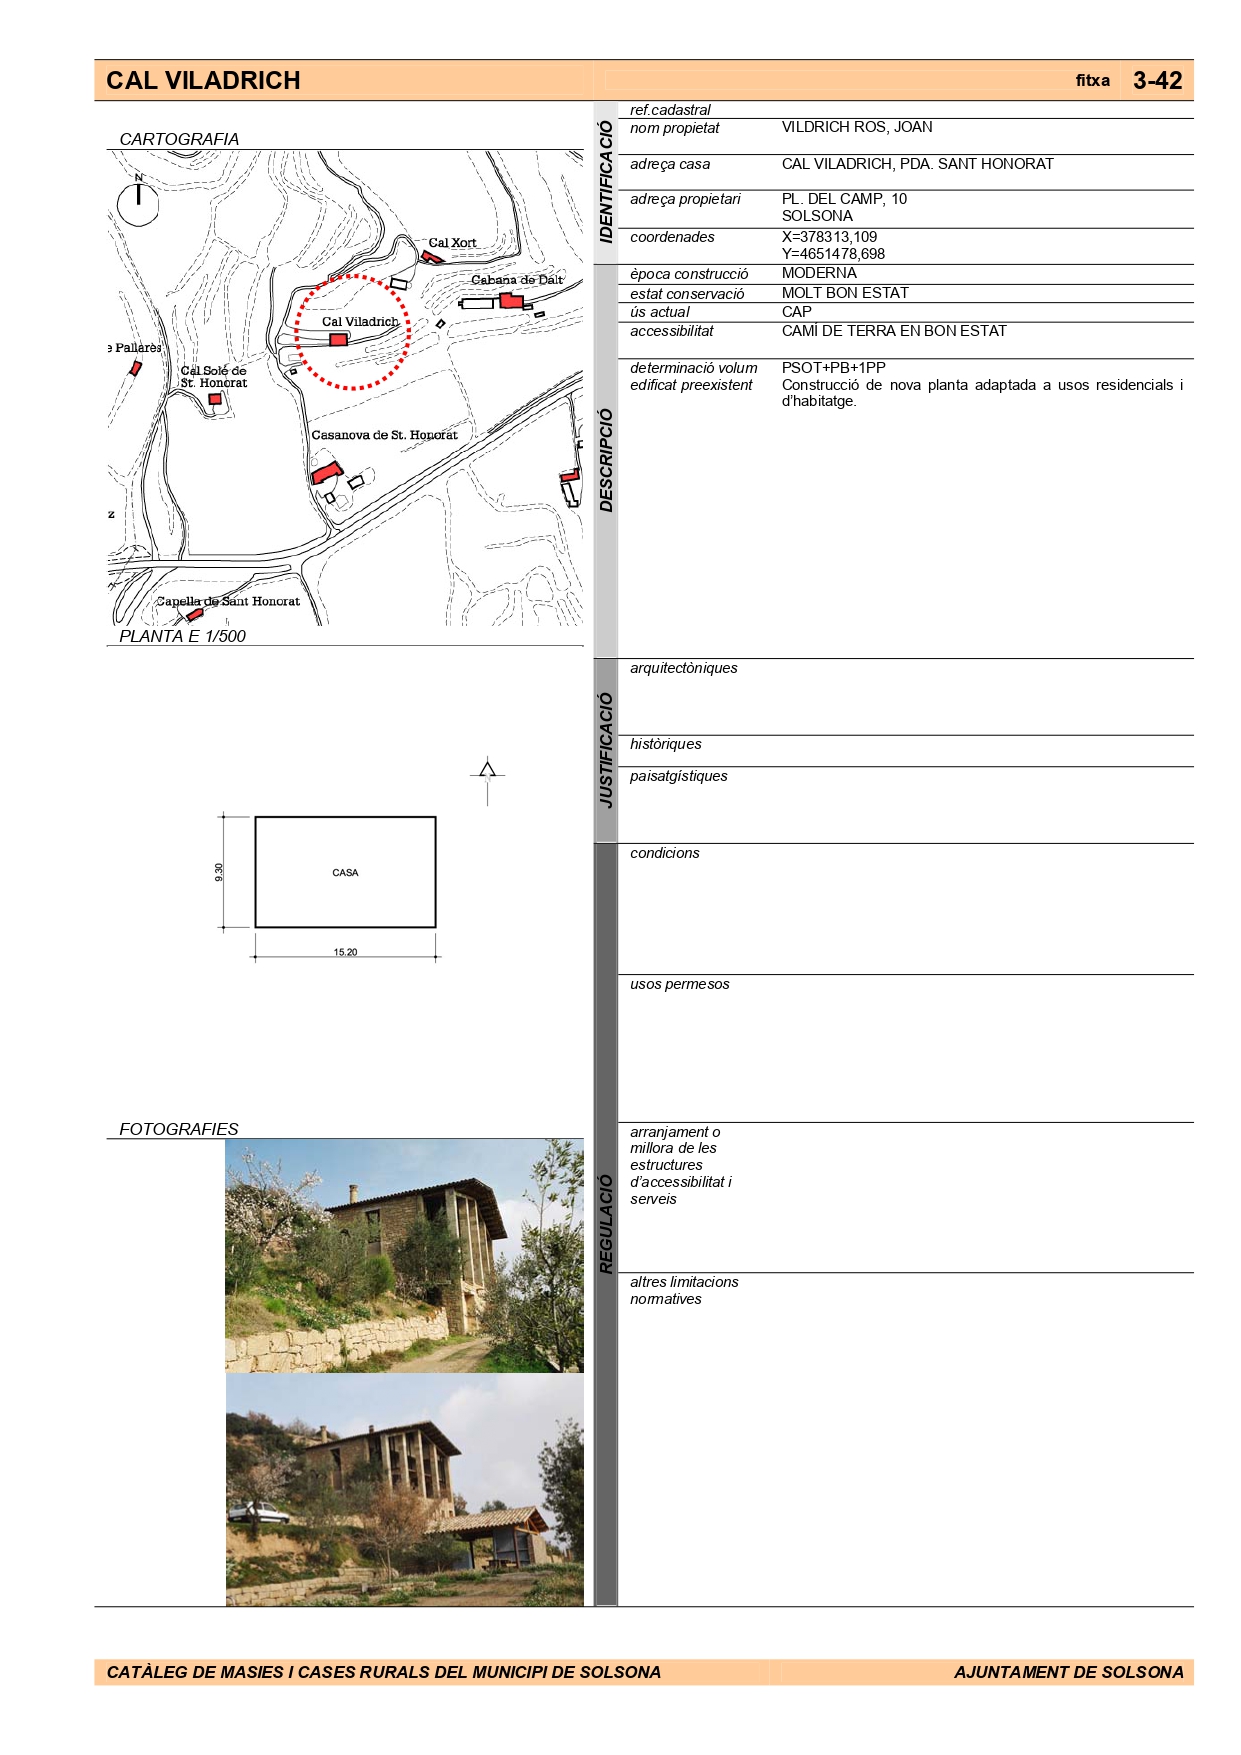 CAL VILADRICH
fitxa 3-42
CARTOGRAFIA
N
Cal Xort
Cabana de Dalt
Cal Viladrich
e Pallarès
Cal Solé de
St. Honorat
Casanova de St. Honorat
z
Capella de Sant Honorat
PLANTA E 1/500
9.30
CASA
15.20
FOTOGRAFIES
IDENTIFICACIÓ
ref.cadastral
nom propietat VILDRICH ROS, JOAN
adreça casa CAL VILADRICH, PDA. SANT HONORAT
adreça propietari PL. DEL CAMP, 10
SOLSONA
coordenades X=378313,109
Y=4651478,698
DESCRIPCIÓ
època construcció MODERNA
estat conservació MOLT BON ESTAT
ús actual CAP
accessibilitat CAMÍ DE TERRA EN BON ESTAT
determinació volum PSOT+PB+1PP
edificat preexistent Construcció de nova planta adaptada a usos residencials i
d'habitatge.
JUSTIFICACIÓ
arquitectòniques
històriques
paisatgístiques
REGULACIÓ
condicions
usos permesos
arranjament o
millora de les
estructures
d'accessibilitat i
serveis
altres limitacions
normatives
CATÀLEG DE MASIES I CASES RURALS DEL MUNICIPI DE SOLSONA
AJUNTAMENT DE SOLSONA